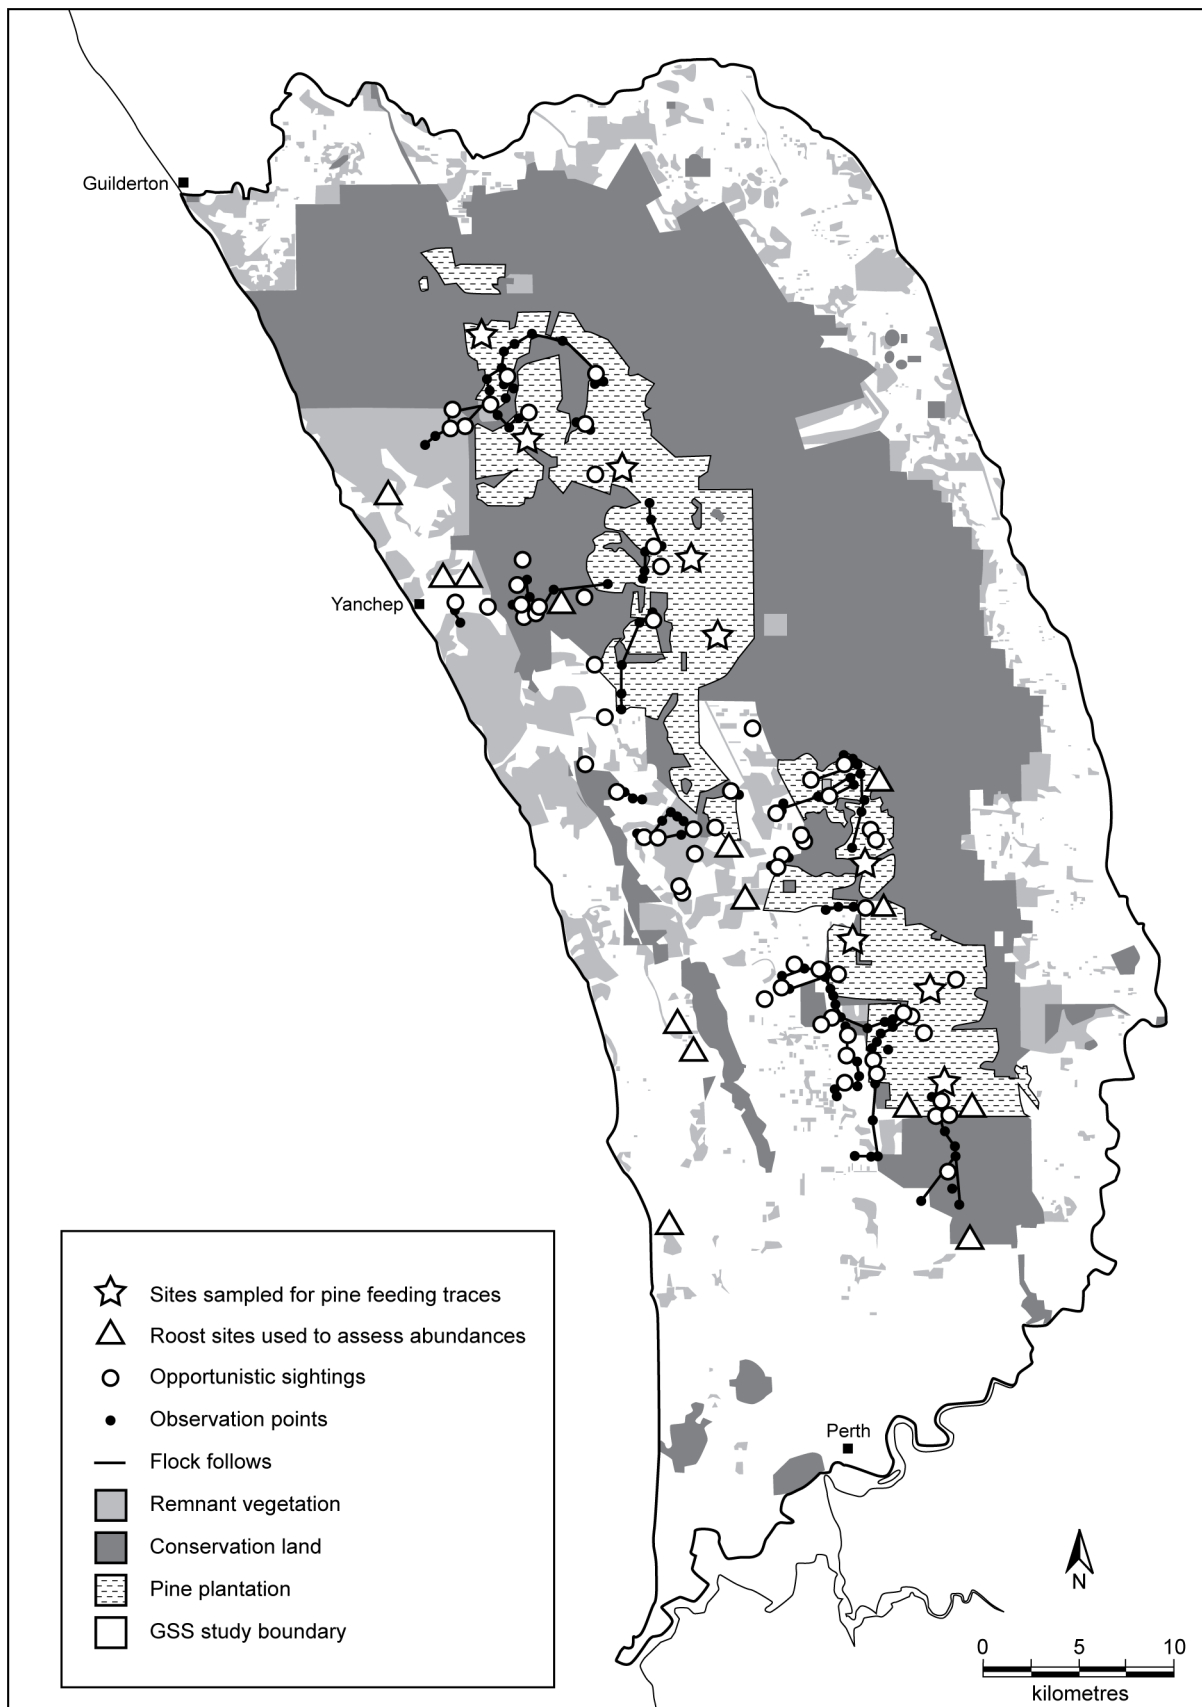 Guilderton
Yanchep
Sites sampled for pine feeding traces
Roost sites used to assess abundances
Opportunistic sightings
Observation points
Flock follows
Remnant vegetation
Conservation land
Pine plantation
GSS study boundary
Perth
N
0 5 10
kilometres